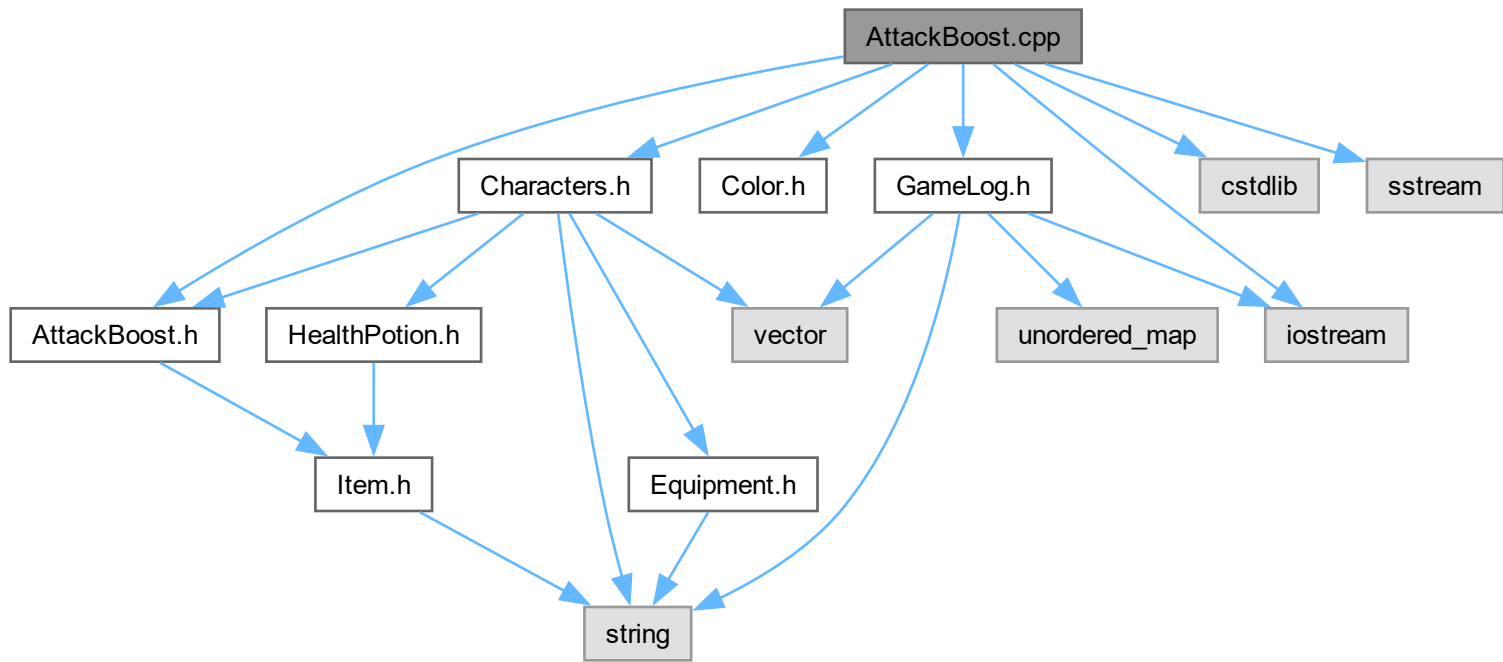 AttackBoost.cpp
Characters.h
Color.h
GameLog.h
cstdlib
sstream
AttackBoost.h
HealthPotion.h
vector
unordered_map
iostream
Item.h
Equipment.h
string